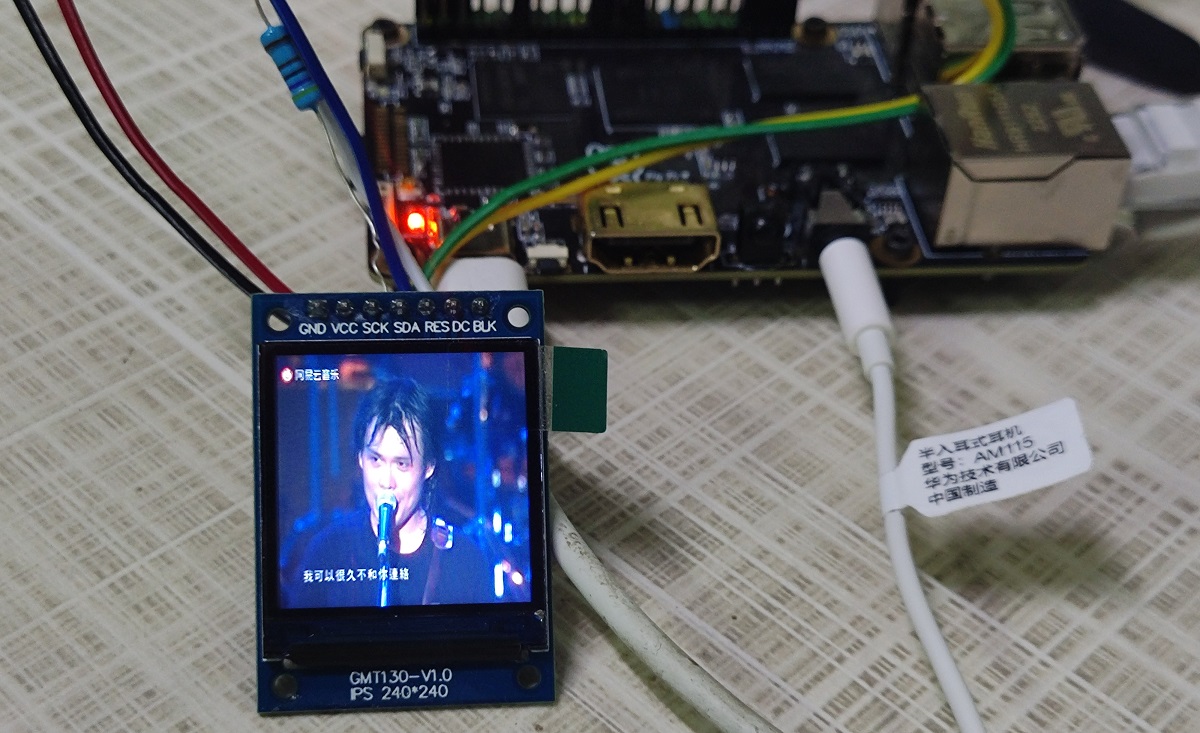 GND VCC SCK SDA RES DC BLK
网易云音乐
我可以很久不和你連絡
GMT130-V1.0
IPS 240*240
半入耳式耳机
型号：AM115
华为技术有限公司
中国制造